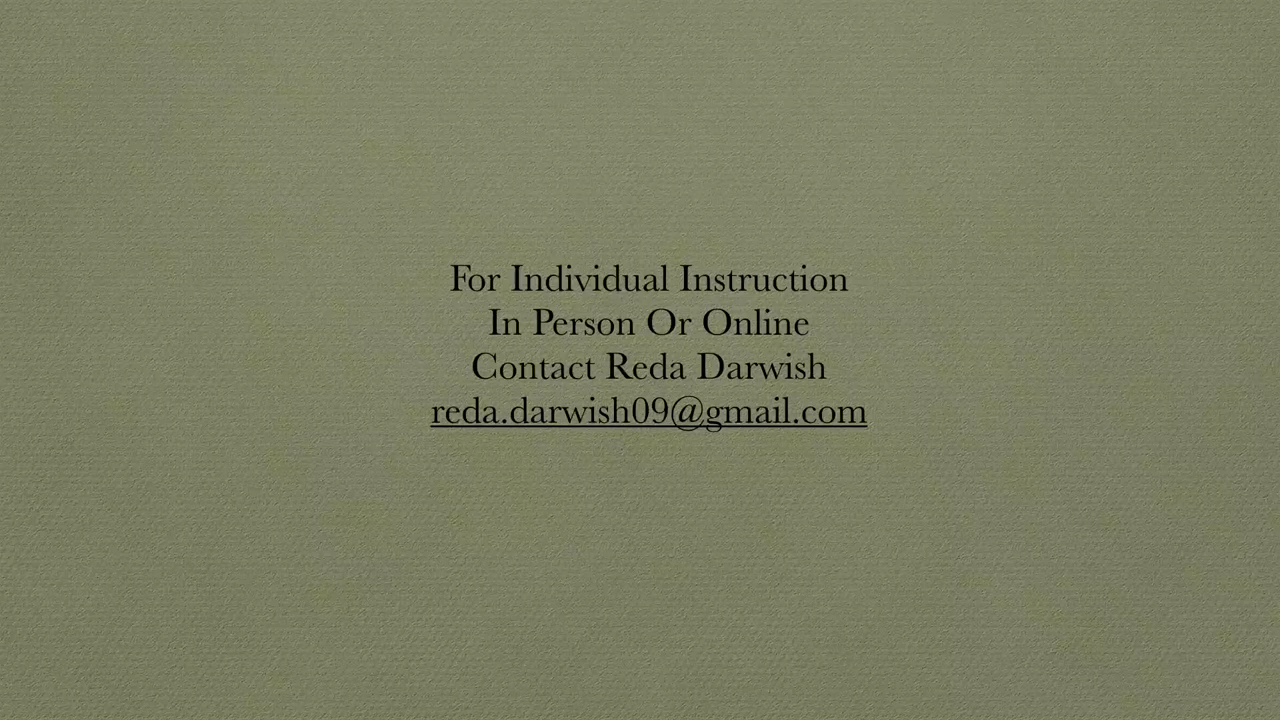 For Individual Instruction
In Person Or Online
Contact Reda Darwish
reda.darwish09@gmail.com